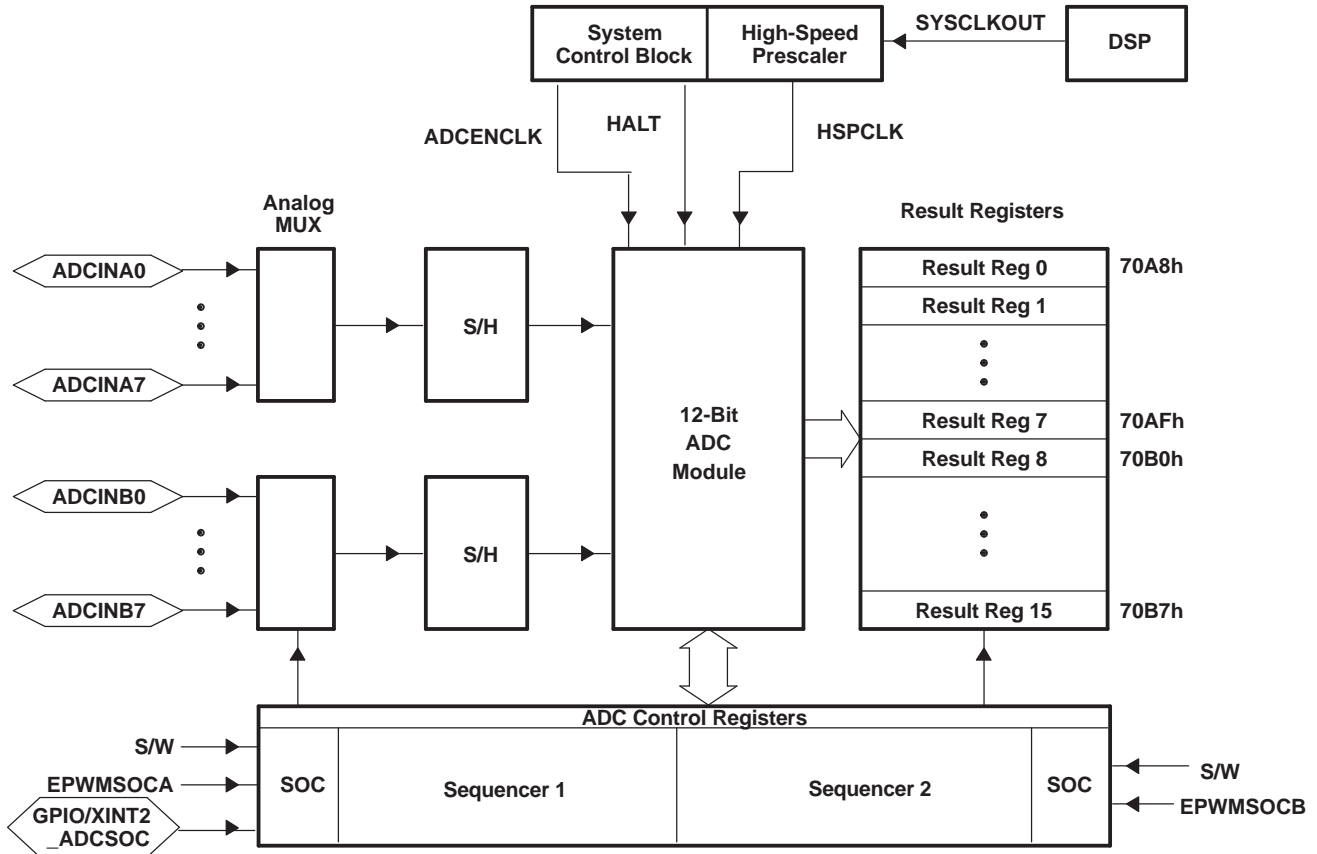 System
Control Block
High-Speed
Prescaler
SYSCLKOUT
DSP
ADCENCLK
HALT
HSPCLK
Analog
MUX
Result Registers
ADCINA0
ADCINA7
S/H
ADCINB0
ADCINB7
S/H
12-Bit
ADC
Module
Result Reg 0
70A8h
Result Reg 1
Result Reg 7
70AFh
Result Reg 8
70B0h
Result Reg 15
70B7h
ADC Control Registers
S/W
EPWMSOCA
GPIO/XINT2
_ADCSOC
SOC
Sequencer 1
Sequencer 2
SOC
S/W
EPWMSOCB